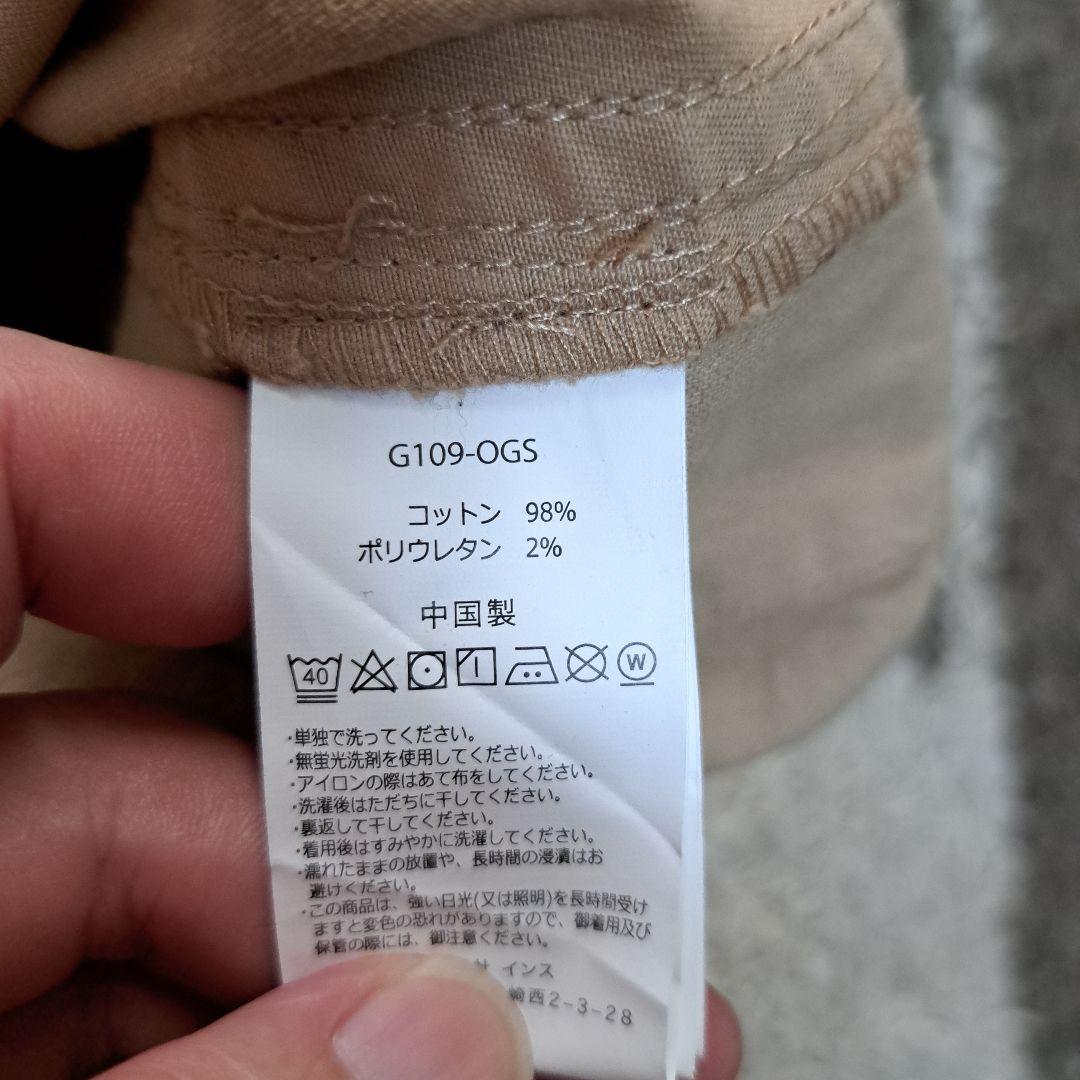 G109-OGS
コットン 98%
ポリウレタン 2%
中国製
40 W
・単独で洗ってください。
・無蛍光洗剤を使用してください。
・アイロンの際はあて布をしてください。
・洗濯後はただちに干してください。
・裏返して干してください。
・着用後はすみやかに洗濯してください。
・濡れたままの放置や、長時間の浸漬はお
避けください。
・この商品は、強い日光(又は照明)を長時間受け
ますと変色の恐れがありますので、御着用及び
保管の際には、御注意ください。
社 インス
崎西2-3-28